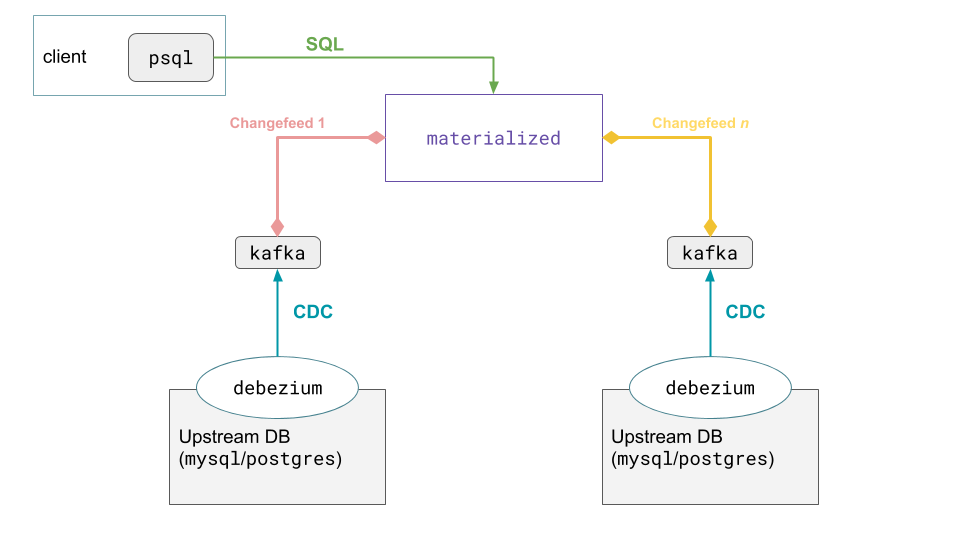 client
psql
SQL
Changefeed 1
materialized
Changefeed n
kafka
kafka
CDC
CDC
debezium
debezium
Upstream DB
(mysql/postgres)
Upstream DB
(mysql/postgres)